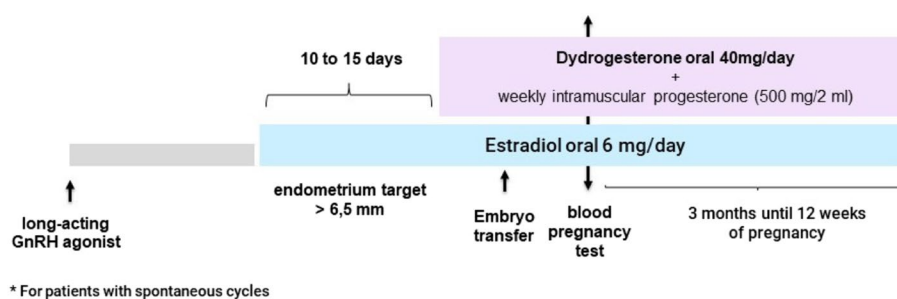 10 to 15 days
Dydrogesterone oral 40mg/day
+
weekly intramuscular progesterone (500 mg/2 ml)
Estradiol oral 6 mg/day
long-acting
GnRH agonist
endometrium target
> 6,5 mm
Embryo
transfer
blood
pregnancy
test
3 months until 12 weeks
of pregnancy
* For patients with spontaneous cycles